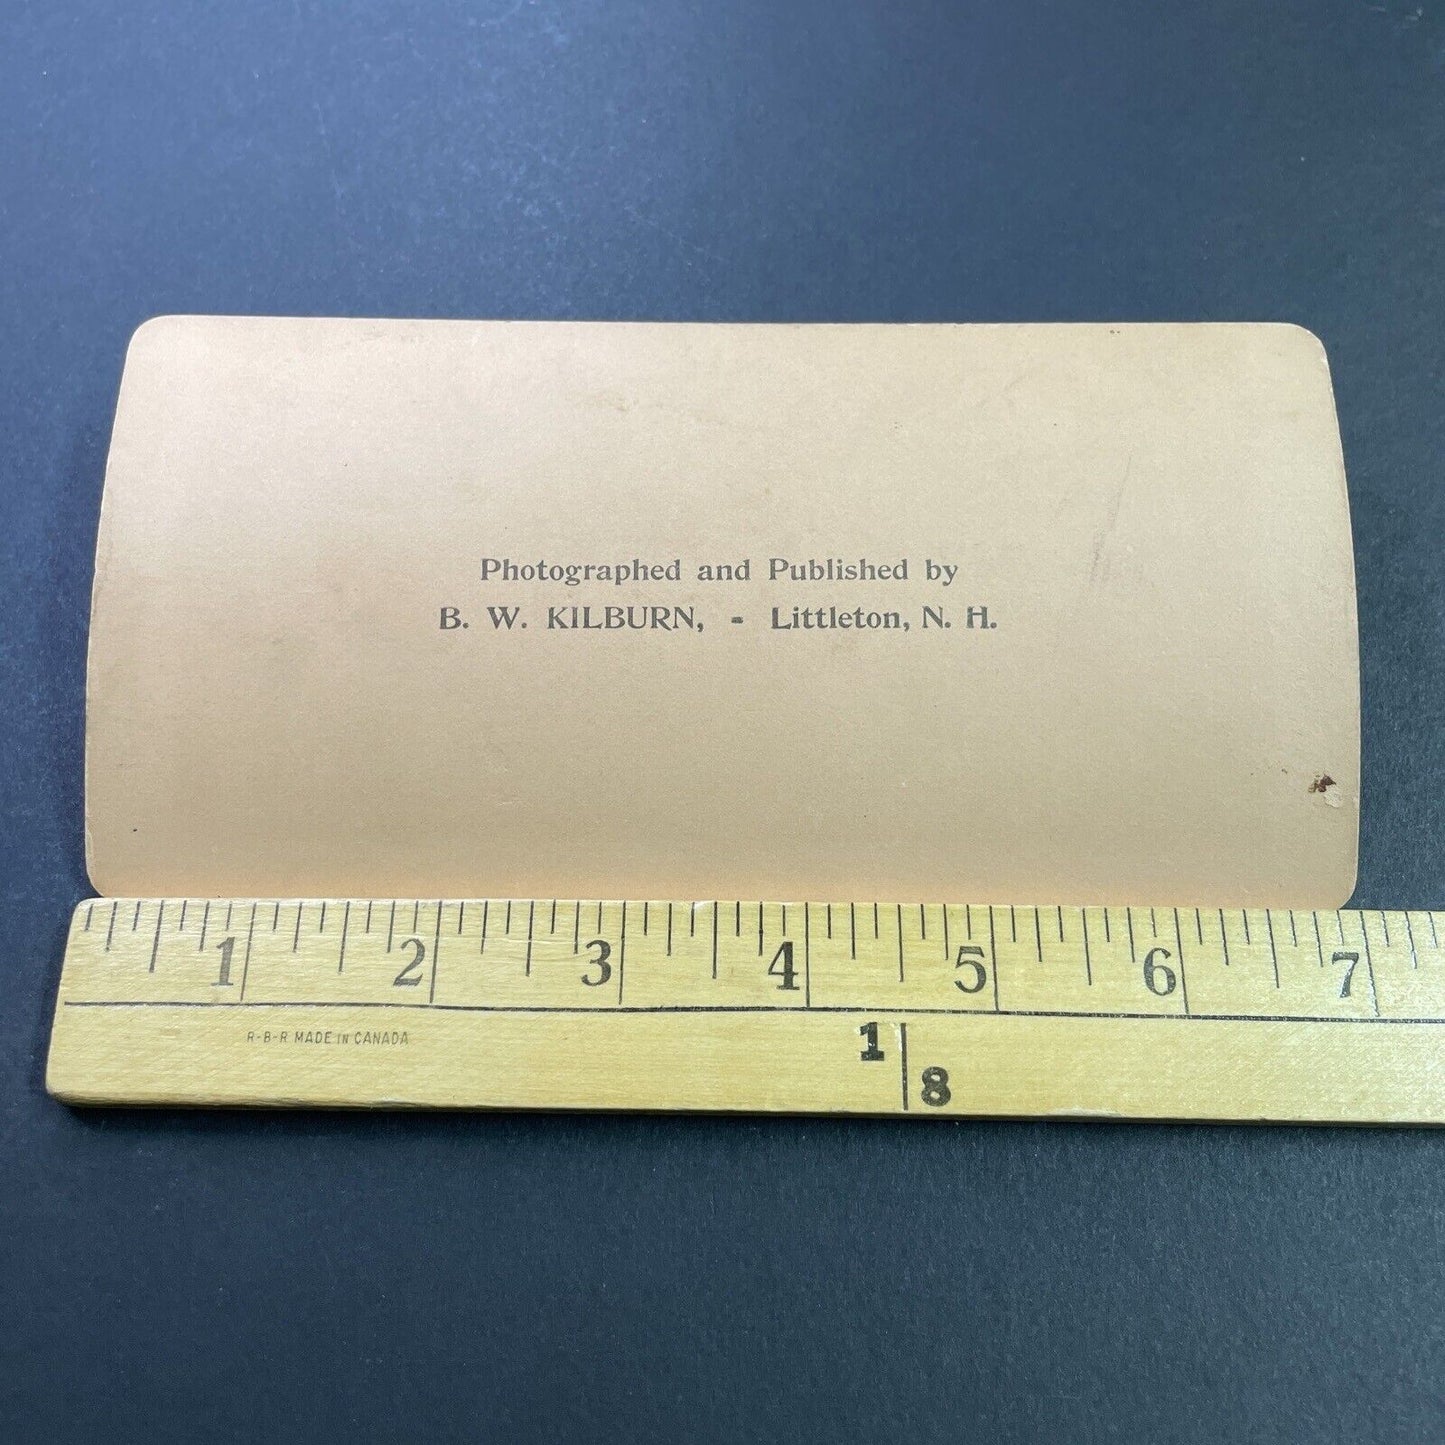 Photographed and Published by
B. W. KILBURN, - Littleton, N. H.
1 2 3 4 5 6 7
R-B-R MADE IN CANADA
1
8